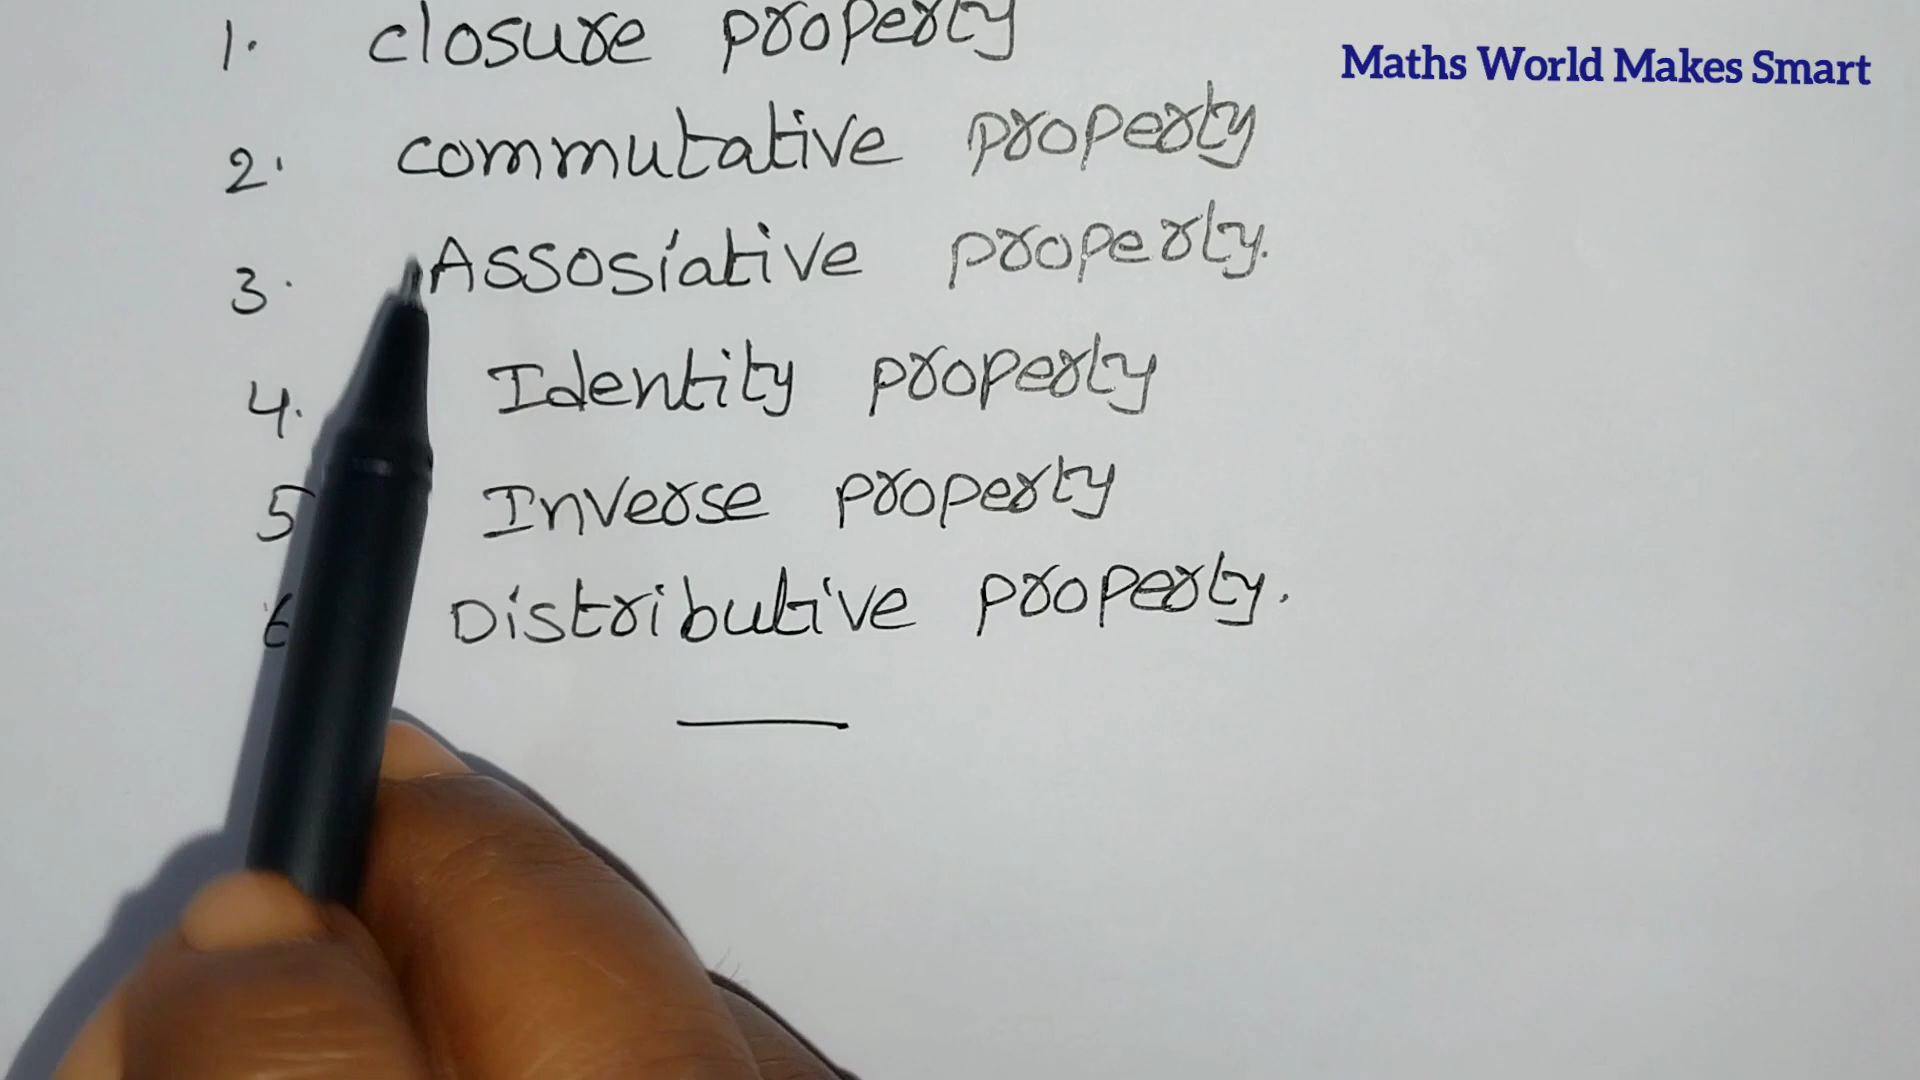 1. closure property
Maths World Makes Smart
2. commutative property
3. Assosiative property.
4. Identity property
5 Inverse property
6 Distributive property.